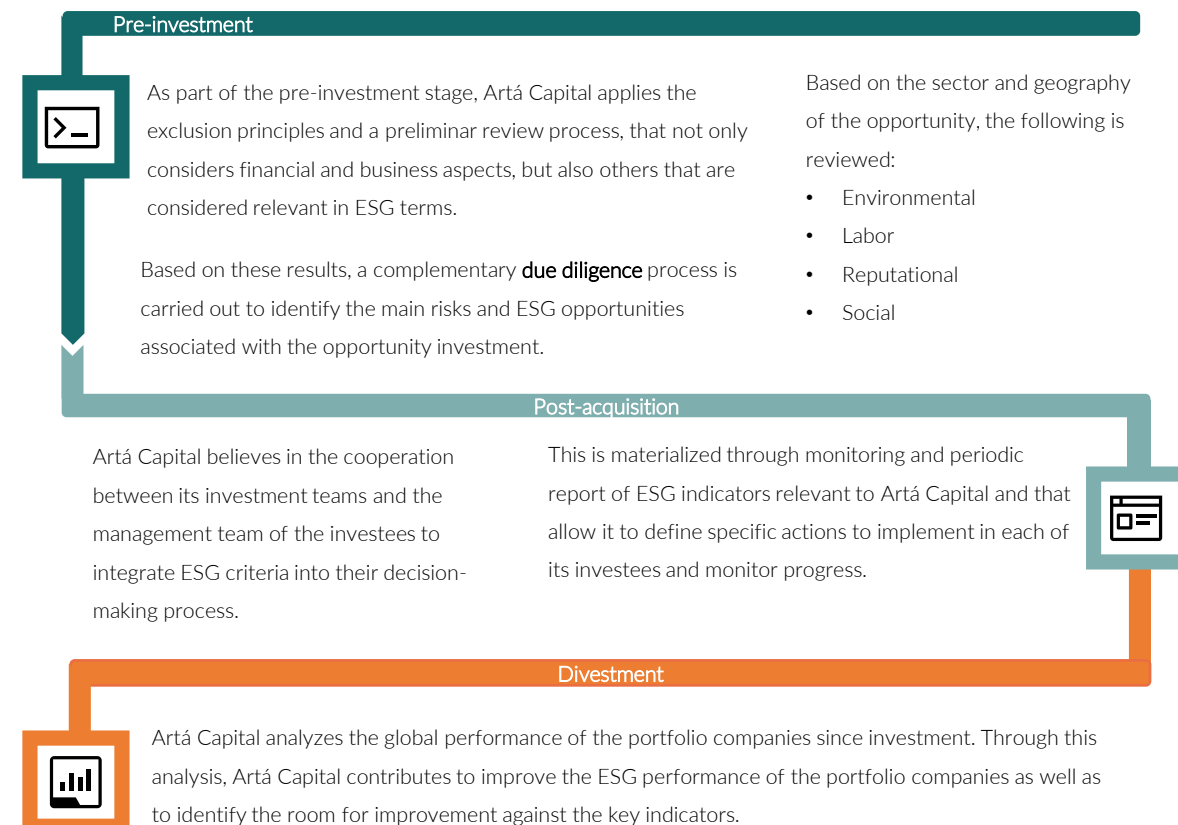 Pre-investment
As part of the pre-investment stage, Artá Capital applies the
exclusion principles and a preliminar review process, that not only
considers financial and business aspects, but also others that are
considered relevant in ESG terms.
Based on these results, a complementary due diligence process is
carried out to identify the main risks and ESG opportunities
associated with the opportunity investment.
Based on the sector and geography
of the opportunity, the following is
reviewed:
• Environmental
• Labor
• Reputational
• Social
Post-acquisition
Artá Capital believes in the cooperation
between its investment teams and the
management team of the investees to
integrate ESG criteria into their decision-
making process.
This is materialized through monitoring and periodic
report of ESG indicators relevant to Artá Capital and that
allow it to define specific actions to implement in each of
its investees and monitor progress.
Divestment
Artá Capital analyzes the global performance of the portfolio companies since investment. Through this
analysis, Artá Capital contributes to improve the ESG performance of the portfolio companies as well as
to identify the room for improvement against the key indicators.